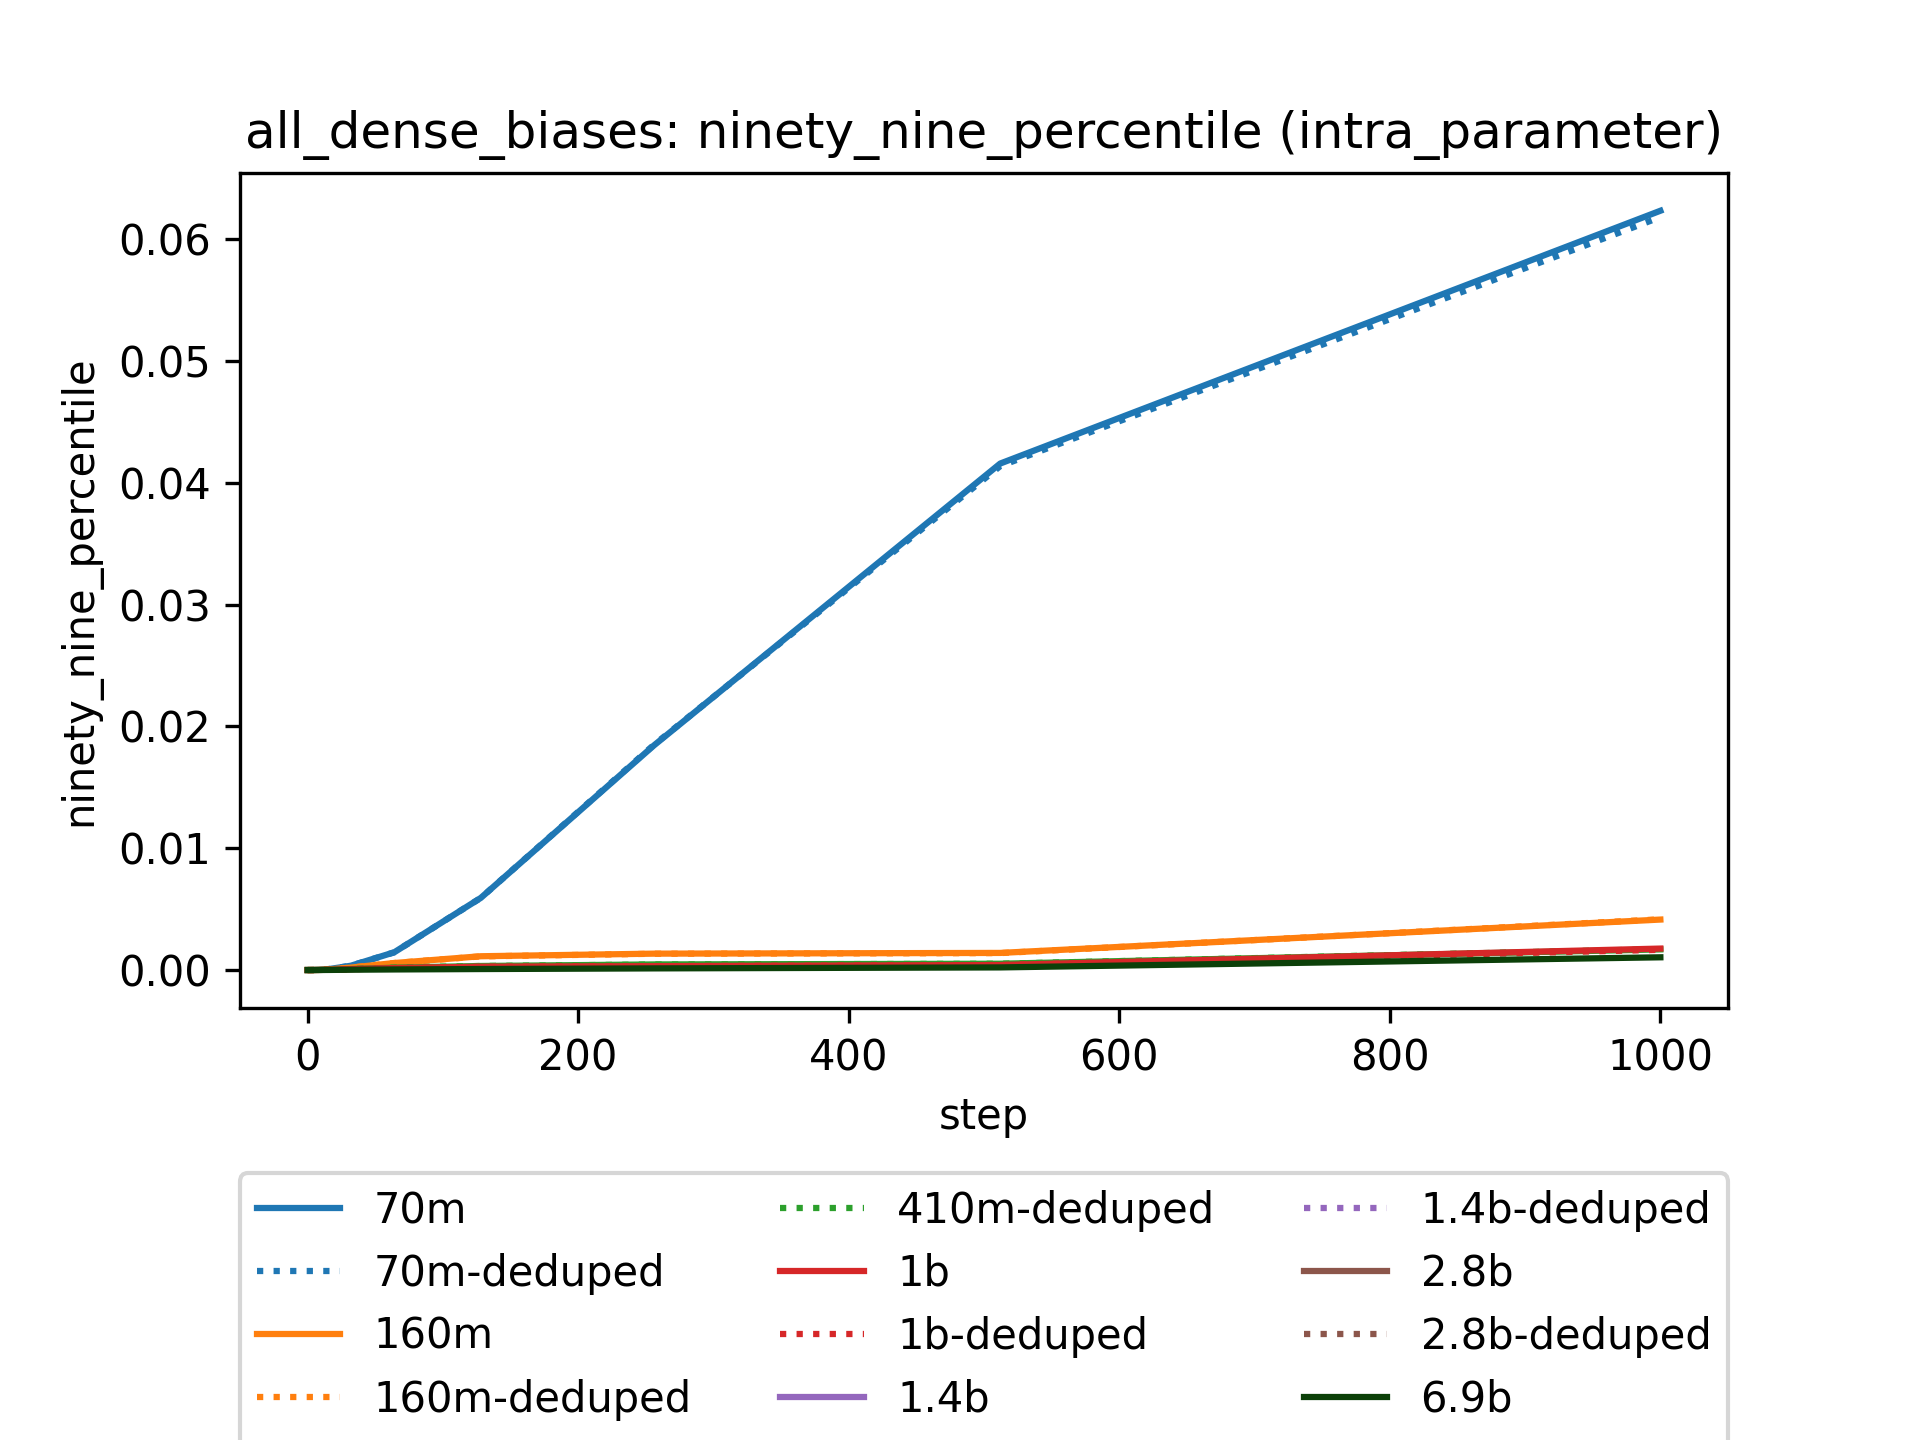 all_dense_biases: ninety_nine_percentile (intra_parameter)
ninety_nine_percentile
0.06
0.05
0.04
0.03
0.02
0.01
0.00
0 200 400 600 800 1000
step
70m 410m-deduped 1.4b-deduped
70m-deduped 1b 2.8b
160m 1b-deduped 2.8b-deduped
160m-deduped 1.4b 6.9b